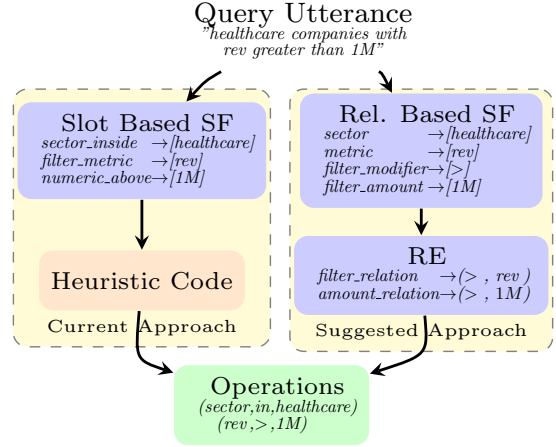 Query Utterance
"healthcare companies with
rev greater than 1M"
Slot Based SF
sector_inside →[healthcare]
filter_metric →[rev]
numeric_above→[1M]
Heuristic Code
Current Approach
Rel. Based SF
sector →[healthcare]
metric →[rev]
filter_modifier→[>]
filter_amount →[1M]
RE
filter_relation →(> , rev )
amount_relation→(> , 1M)
Suggested Approach
Operations
(sector,in,healthcare)
(rev,>,1M)